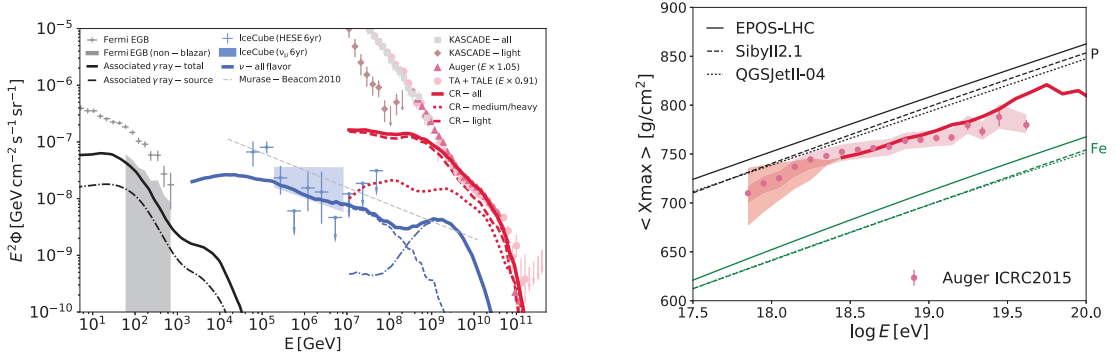 Fermi EGB
Fermi EGB (non − blazar)
Associated γ ray − total
Associated γ ray − source
IceCube (HESE 6yr)
IceCube (νμ 6yr)
ν − all flavor
Murase − Beacom 2010
KASCADE − all
KASCADE − light
Auger (E × 1.05)
TA + TALE (E × 0.91)
CR − all
CR − medium/heavy
CR − light
E²Φ [GeV cm⁻² s⁻¹ sr⁻¹]
10⁻⁵
10⁻⁶
10⁻⁷
10⁻⁸
10⁻⁹
10⁻¹⁰
10¹ 10² 10³ 10⁴ 10⁵ 10⁶ 10⁷ 10⁸ 10⁹ 10¹⁰ 10¹¹
E [GeV]
EPOS-LHC
Sibyll2.1
QGSJetII-04
P
Fe
Auger ICRC2015
< Xmax > [g/cm²]
900
850
800
750
700
650
600
17.5 18.0 18.5 19.0 19.5 20.0
log E [eV]